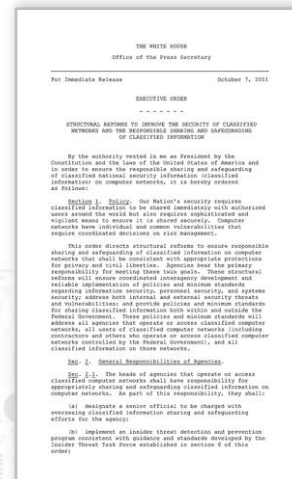 THE WHITE HOUSE
Office of the Press Secretary
For Immediate Release October 7, 2011
EXECUTIVE ORDER
- - - - - - -
STRUCTURAL REFORMS TO IMPROVE THE SECURITY OF CLASSIFIED
NETWORKS AND THE RESPONSIBLE SHARING AND SAFEGUARDING
OF CLASSIFIED INFORMATION
By the authority vested in me as President by the
Constitution and the laws of the United States of America and
in order to ensure the responsible sharing and safeguarding
of classified national security information (classified
information) on computer networks, it is hereby ordered
as follows:
Section 1. Policy. Our Nation's security requires
classified information to be shared immediately with authorized
users around the world but also requires sophisticated and
vigilant means to ensure it is shared securely. Computer
networks have individual and common vulnerabilities that
require coordinated decisions on risk management.
This order directs structural reforms to ensure responsible
sharing and safeguarding of classified information on computer
networks that shall be consistent with appropriate protections
for privacy and civil liberties. Agencies bear the primary
responsibility for meeting these twin goals. These structural
reforms will ensure coordinated interagency development and
reliable implementation of policies and minimum standards
regarding information security, personnel security, and systems
security; address both internal and external security threats
and vulnerabilities; and provide policies and minimum standards
for sharing classified information both within and outside the
Federal Government. These policies and minimum standards will
address all agencies that operate or access classified computer
networks, all users of classified computer networks (including
contractors and others who operate or access classified computer
networks controlled by the Federal Government), and all
classified information on those networks.
Sec. 2. General Responsibilities of Agencies.
Sec. 2.1. The heads of agencies that operate or access
classified computer networks shall have responsibility for
appropriately sharing and safeguarding classified information on
computer networks. As part of this responsibility, they shall:
(a) designate a senior official to be charged with
overseeing classified information sharing and safeguarding
efforts for the agency;
(b) implement an insider threat detection and prevention
program consistent with guidance and standards developed by the
Insider Threat Task Force established in section 6 of this
order;